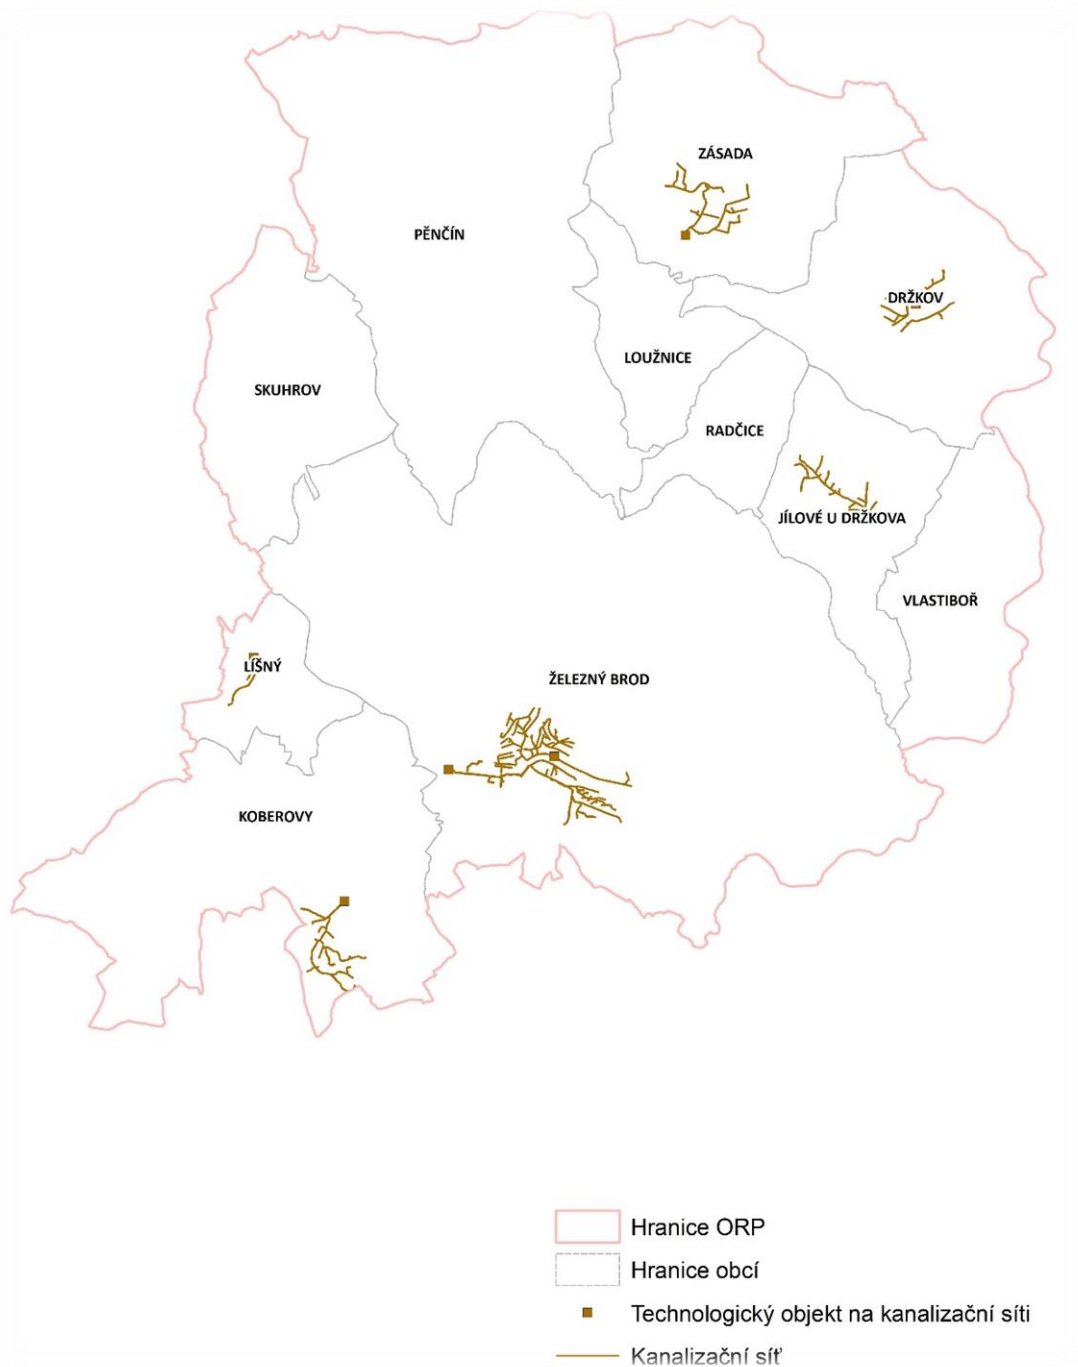 ZÁSADA
PĚNČÍN
DRŽKOV
LOUŽNICE
SKUHROV
RADČICE
JÍLOVÉ U DRŽKOVA
VLASTIBOŘ
LÍŠNÝ
ŽELEZNÝ BROD
KOBEROVY
Hranice ORP
Hranice obcí
Technologický objekt na kanalizační síti
Kanalizační síť